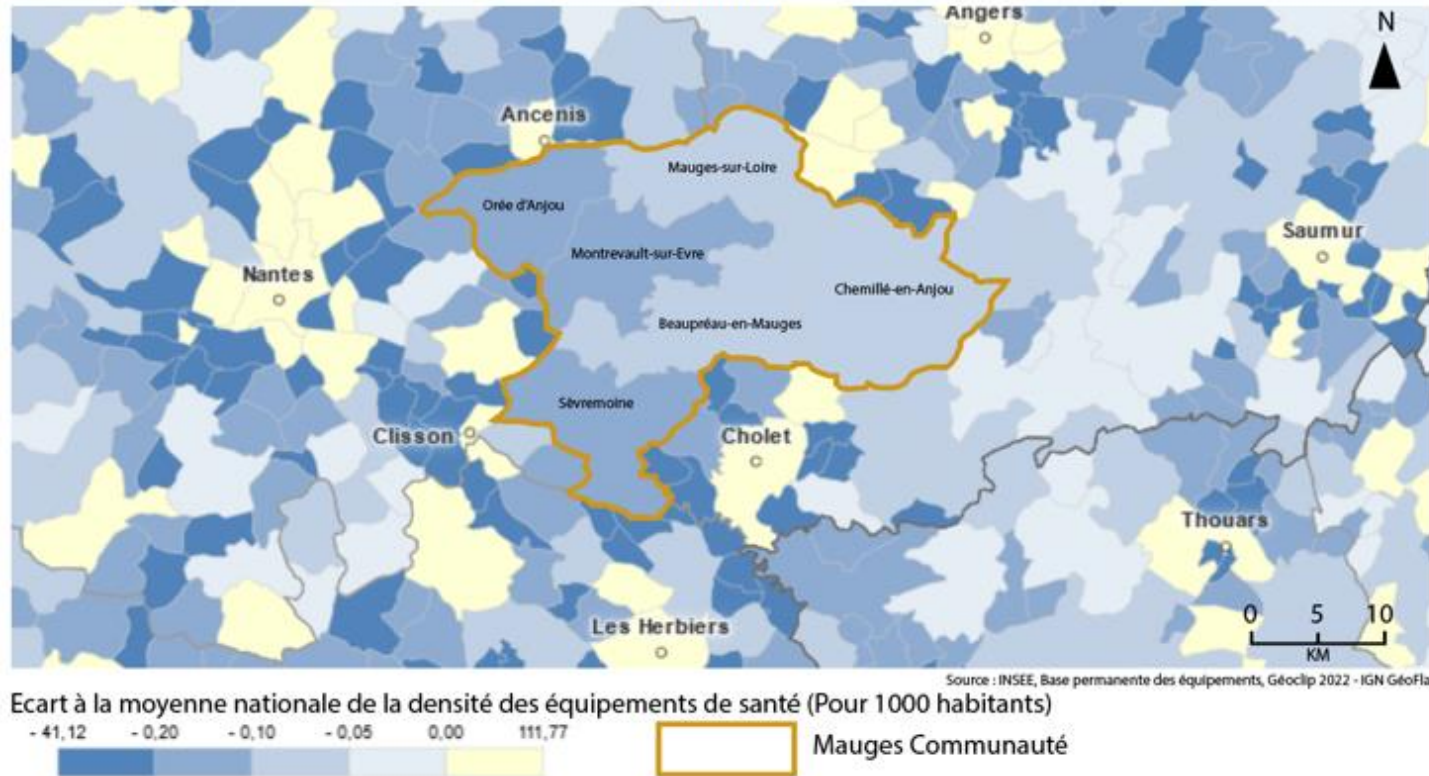 Angers
N
Ancenis
Mauges-sur-Loire
Orée d'Anjou
Saumur
Montrevault-sur-Evre
Nantes
Chemillé-en-Anjou
Beaupréau-en-Mauges
Sèvremoine
Clisson
Cholet
Thouars
0 5 10
KM
Les Herbiers
Source : INSEE, Base permanente des équipements, Géoclip 2022 - IGN GéoFla
Ecart à la moyenne nationale de la densité des équipements de santé (Pour 1000 habitants)
- 41,12 - 0,20 - 0,10 - 0,05 0,00 111,77
Mauges Communauté